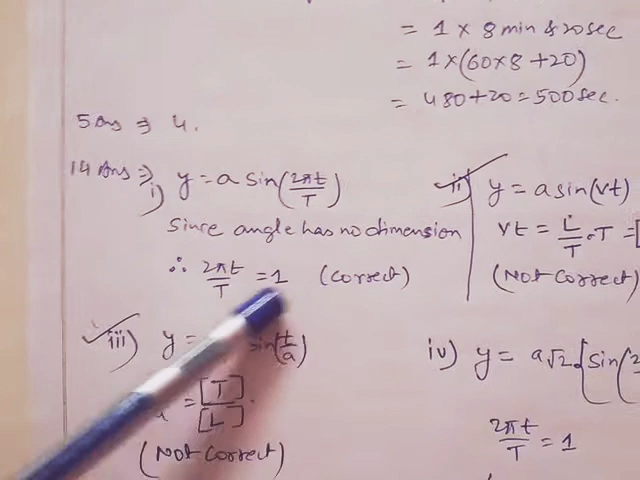 = 1 × 8 min & 20 sec
= 1×(60×8 +20)
= 480+20 = 500 sec.
5 Ans ⇒ 4.
14 Ans ⇒ i) y = a sin(2πt/T)
Since angle has no dimension
∴ 2πt/T = 1 (correct)
ii) y = a sin(vt)
vt = L/T . T =
(Not Correct)
iii) y = sin(t/a)
= [T]/[L] .
(Not correct)
iv) y = a√2 [sin(
2πt/T = 1